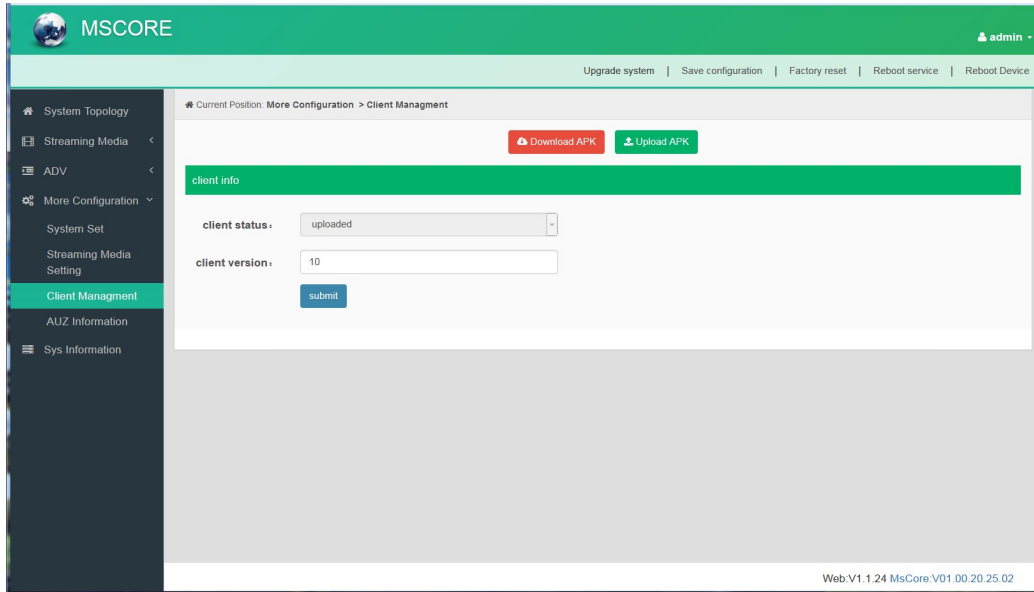 MSCORE
admin
Upgrade system | Save configuration | Factory reset | Reboot service | Reboot Device
System Topology
Streaming Media
ADV
More Configuration
System Set
Streaming Media
Setting
Client Managment
AUZ Information
Sys Information
Current Position: More Configuration > Client Managment
Download APK
Upload APK
client info
client status：
uploaded
client version：
10
submit
Web:V1.1.24 MsCore:V01.00.20.25.02